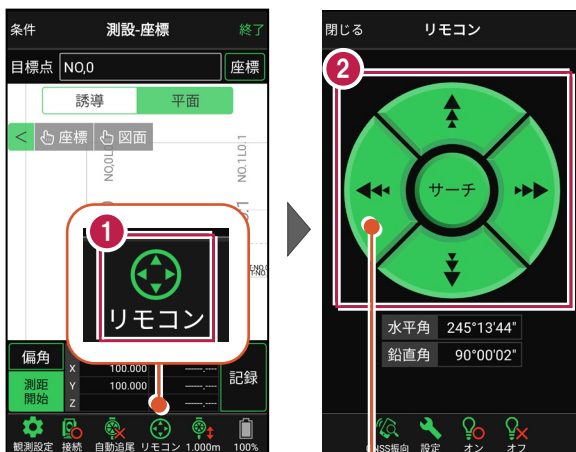 条件 測設-座標 終了
目標点 NO,0 座標
誘導 平面
< 座標 図面
NO,0L
NO.1L0.1
1
リモコン
偏角
測距
開始
X 100.000 ------.----
Y 100.000 ------.----
Z ------.----
記録
観測設定 接続 自動追尾 リモコン 1.000m 100%
閉じる リモコン
2
サーチ
水平角 245°13'44"
鉛直角 90°00'02"
設定 オン オフ